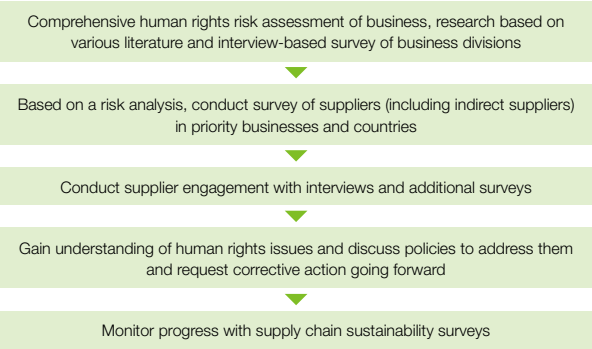 Comprehensive human rights risk assessment of business, research based on
various literature and interview-based survey of business divisions
Based on a risk analysis, conduct survey of suppliers (including indirect suppliers)
in priority businesses and countries
Conduct supplier engagement with interviews and additional surveys
Gain understanding of human rights issues and discuss policies to address them
and request corrective action going forward
Monitor progress with supply chain sustainability surveys